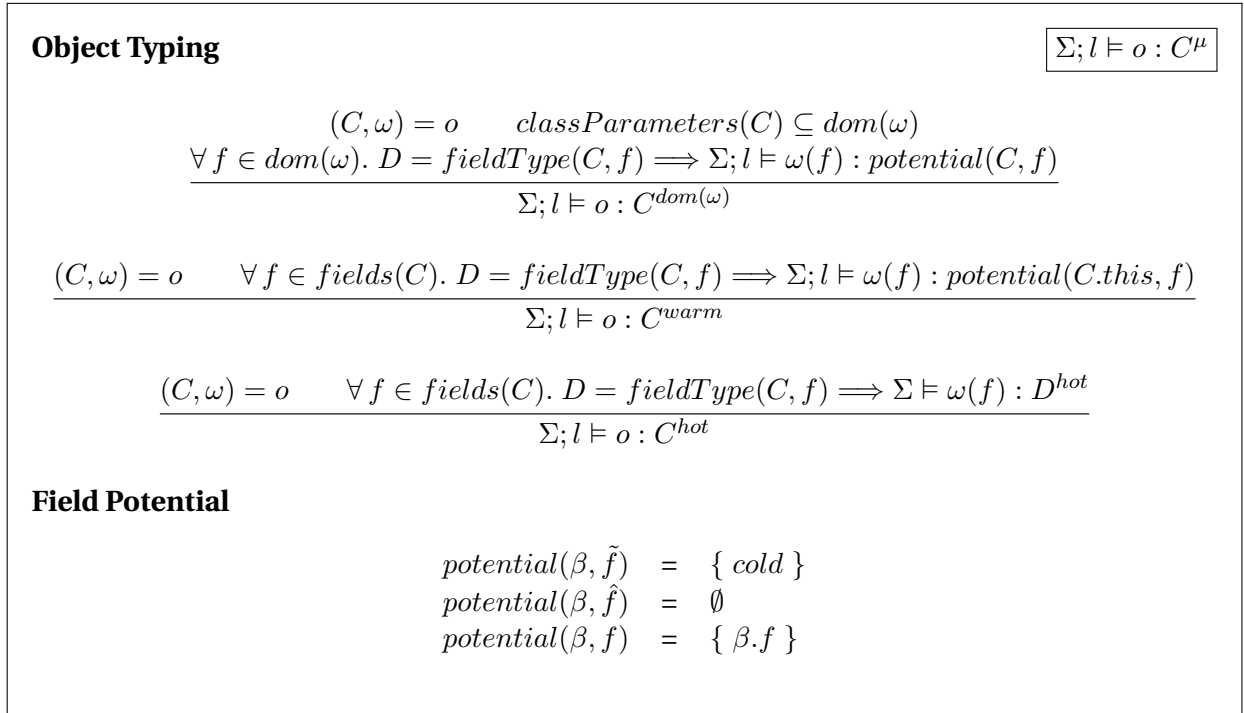 Object Typing Σ; l ⊨ o : C^μ
(C, ω) = o classParameters(C) ⊆ dom(ω)
∀ f ∈ dom(ω). D = fieldType(C, f) ⟹ Σ; l ⊨ ω(f) : potential(C, f)
Σ; l ⊨ o : C^{dom(ω)}
(C, ω) = o ∀ f ∈ fields(C). D = fieldType(C, f) ⟹ Σ; l ⊨ ω(f) : potential(C.this, f)
Σ; l ⊨ o : C^{warm}
(C, ω) = o ∀ f ∈ fields(C). D = fieldType(C, f) ⟹ Σ ⊨ ω(f) : D^{hot}
Σ; l ⊨ o : C^{hot}
Field Potential
potential(β, f̃) = { cold }
potential(β, f̂) = ∅
potential(β, f) = { β.f }